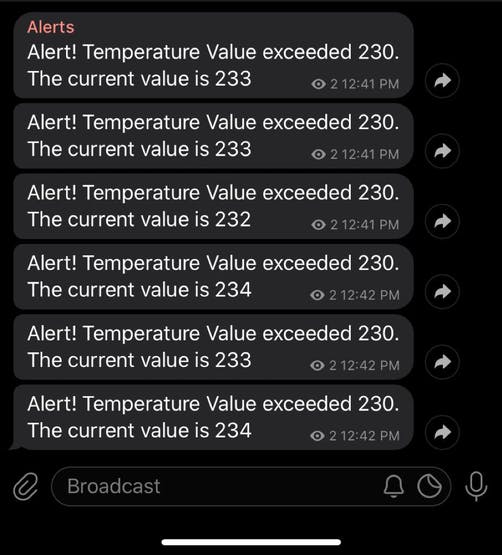 Alerts
Alert! Temperature Value exceeded 230.
The current value is 233
2 12:41 PM
Alert! Temperature Value exceeded 230.
The current value is 233
2 12:41 PM
Alert! Temperature Value exceeded 230.
The current value is 232
2 12:41 PM
Alert! Temperature Value exceeded 230.
The current value is 234
2 12:42 PM
Alert! Temperature Value exceeded 230.
The current value is 233
2 12:42 PM
Alert! Temperature Value exceeded 230.
The current value is 234
2 12:42 PM
Broadcast